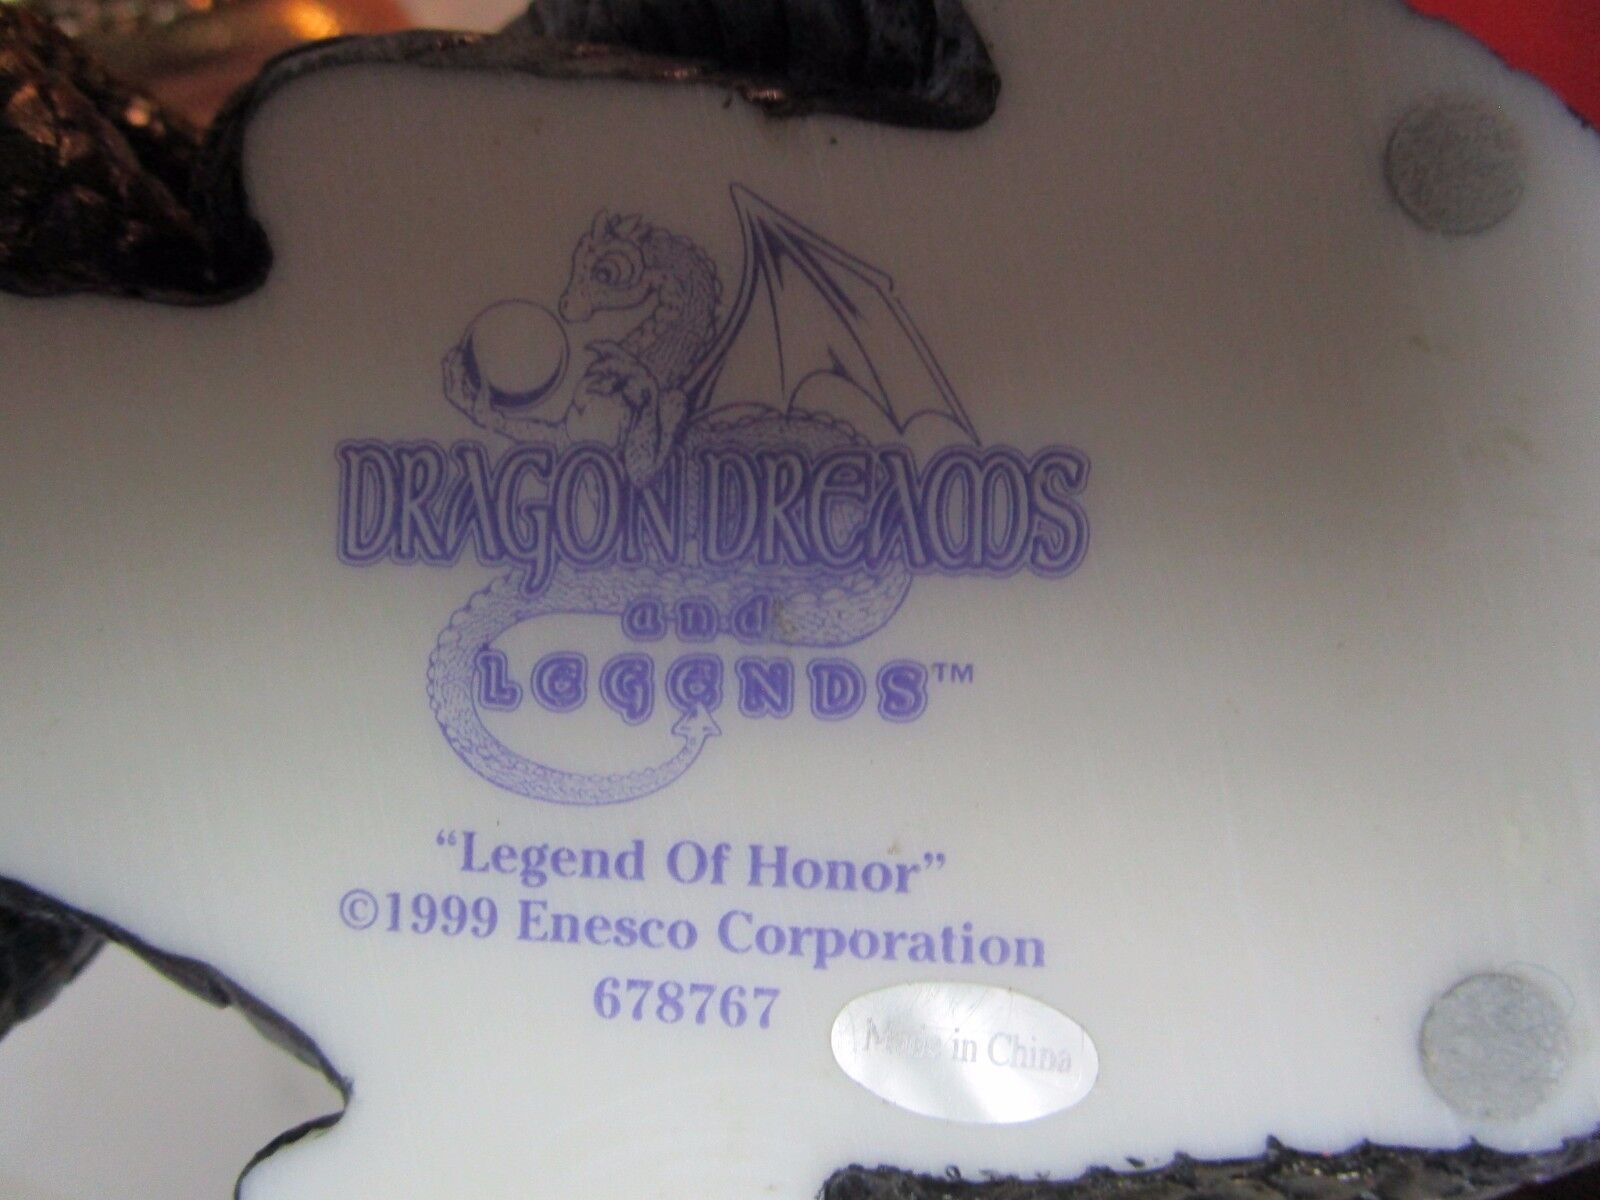 DRAGON DREAMS
and
LEGENDS™
“Legend Of Honor”
©1999 Enesco Corporation
678767
Made in China